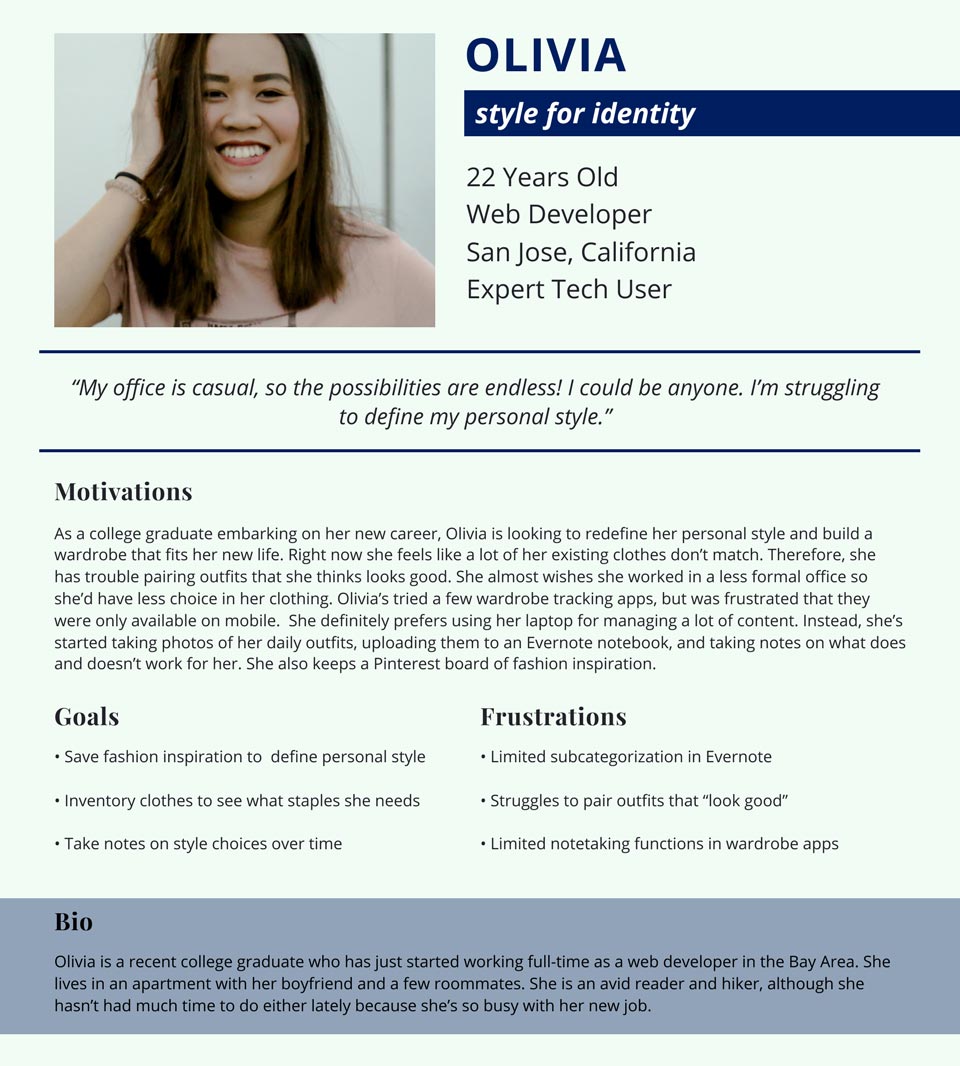 OLIVIA
style for identity
22 Years Old
Web Developer
San Jose, California
Expert Tech User
“My office is casual, so the possibilities are endless! I could be anyone. I’m struggling
to define my personal style.”
Motivations
As a college graduate embarking on her new career, Olivia is looking to redefine her personal style and build a
wardrobe that fits her new life. Right now she feels like a lot of her existing clothes don’t match. Therefore, she
has trouble pairing outfits that she thinks looks good. She almost wishes she worked in a less formal office so
she’d have less choice in her clothing. Olivia’s tried a few wardrobe tracking apps, but was frustrated that they
were only available on mobile.  She definitely prefers using her laptop for managing a lot of content. Instead, she’s
started taking photos of her daily outfits, uploading them to an Evernote notebook, and taking notes on what does
and doesn’t work for her. She also keeps a Pinterest board of fashion inspiration.
Goals
• Save fashion inspiration to  define personal style
• Inventory clothes to see what staples she needs
• Take notes on style choices over time
Frustrations
• Limited subcategorization in Evernote
• Struggles to pair outfits that “look good”
• Limited notetaking functions in wardrobe apps
Bio
Olivia is a recent college graduate who has just started working full-time as a web developer in the Bay Area. She
lives in an apartment with her boyfriend and a few roommates. She is an avid reader and hiker, although she
hasn’t had much time to do either lately because she’s so busy with her new job.